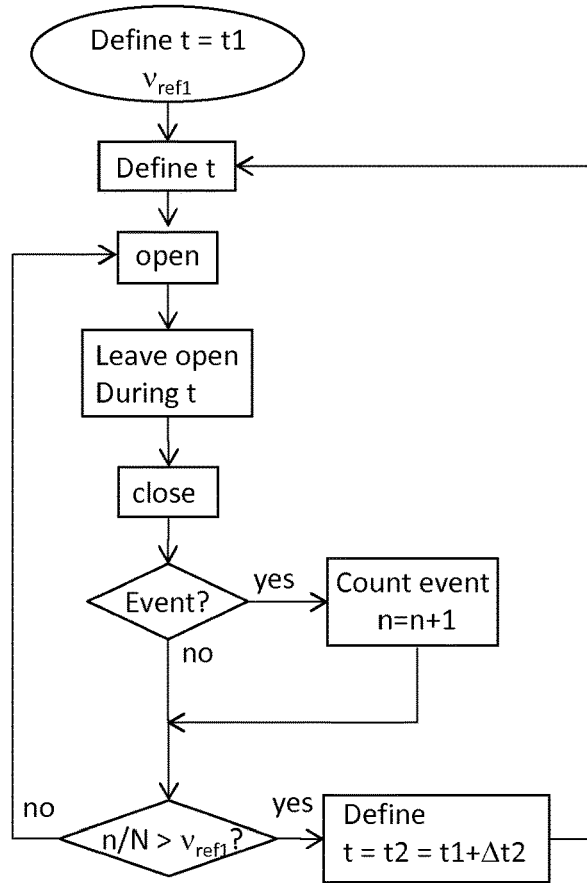 Define t = t1
νref1
Define t
open
Leave open
During t
close
Event?
yes
Count event
n=n+1
no
no
n/N > νref1?
yes
Define
t = t2 = t1+Δt2